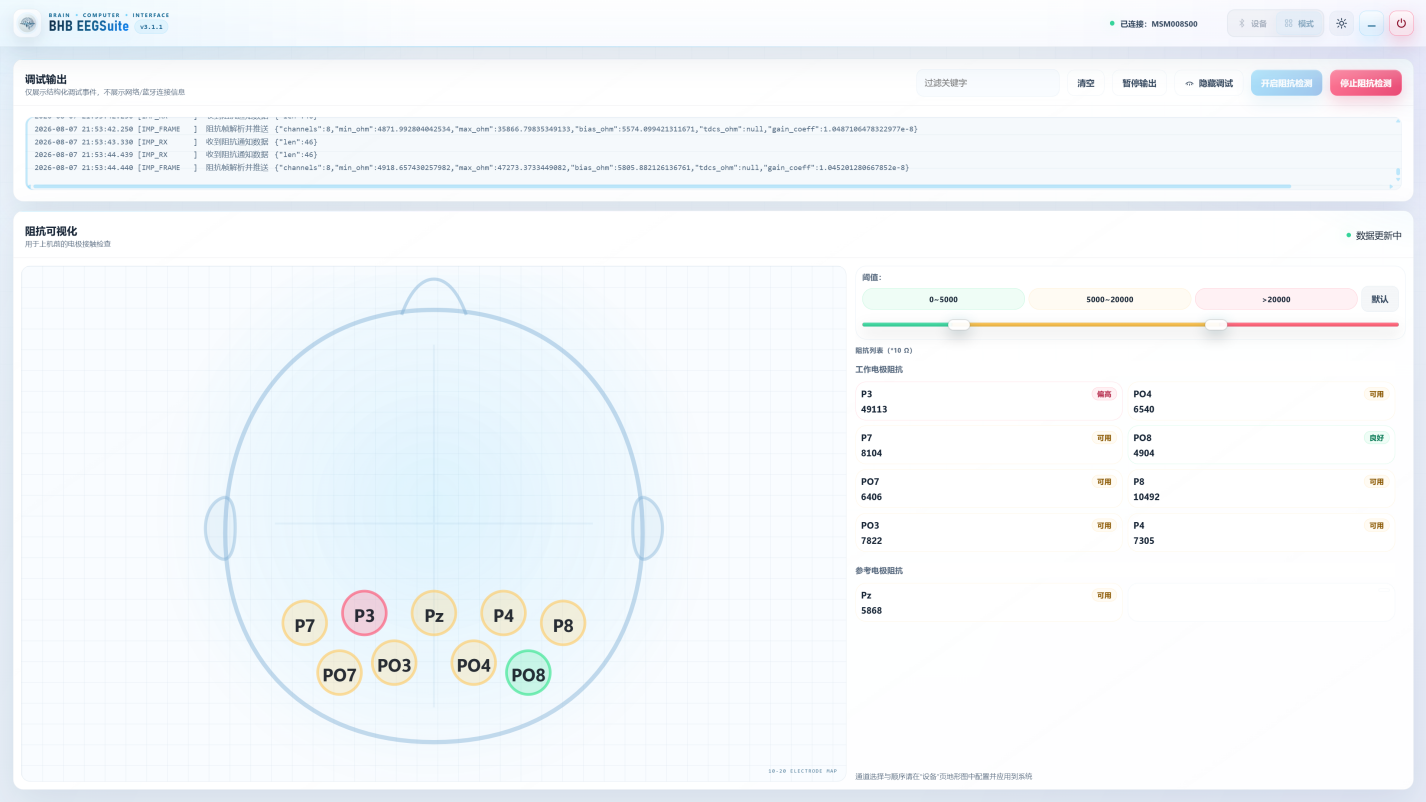 BRAIN • COMPUTER • INTERFACE
BHB EEGSuite v3.1.1
已连接: MSM008S00
设备
模式
调试输出
仅展示结构化调试事件，不展示网络/蓝牙连接信息
过滤关键字
清空
暂停输出
隐藏调试
开启阻抗检测
停止阻抗检测
2026-08-07 21:53:42.250 [IMP_FRAME ] 阻抗帧解析并推送 {"channels":8,"min_ohm":4871.992804042534,"max_ohm":35866.79835349133,"bias_ohm":5574.099421311671,"tdcs_ohm":null,"gain_coeff":1.0487106478322977e-8}
2026-08-07 21:53:43.330 [IMP_RX ] 收到阻抗通知数据 {"len":46}
2026-08-07 21:53:44.439 [IMP_RX ] 收到阻抗通知数据 {"len":46}
2026-08-07 21:53:44.440 [IMP_FRAME ] 阻抗帧解析并推送 {"channels":8,"min_ohm":4918.657430257982,"max_ohm":47273.3733449082,"bias_ohm":5805.882126136761,"tdcs_ohm":null,"gain_coeff":1.045201280667852e-8}
阻抗可视化
用于上机前的电极接触检查
数据更新中
P7
P3
Pz
P4
P8
PO7
PO3
PO4
PO8
10-20 ELECTRODE MAP
阈值:
0~5000
5000~20000
>20000
默认
阻抗列表 (*10 Ω)
工作电极阻抗
P3 偏高
49113
PO4 可用
6540
P7 可用
8104
PO8 良好
4904
PO7 可用
6406
P8 可用
10492
PO3 可用
7822
P4 可用
7305
参考电极阻抗
Pz 可用
5868
通道选择与顺序请在"设备"页地形图中配置并应用到系统